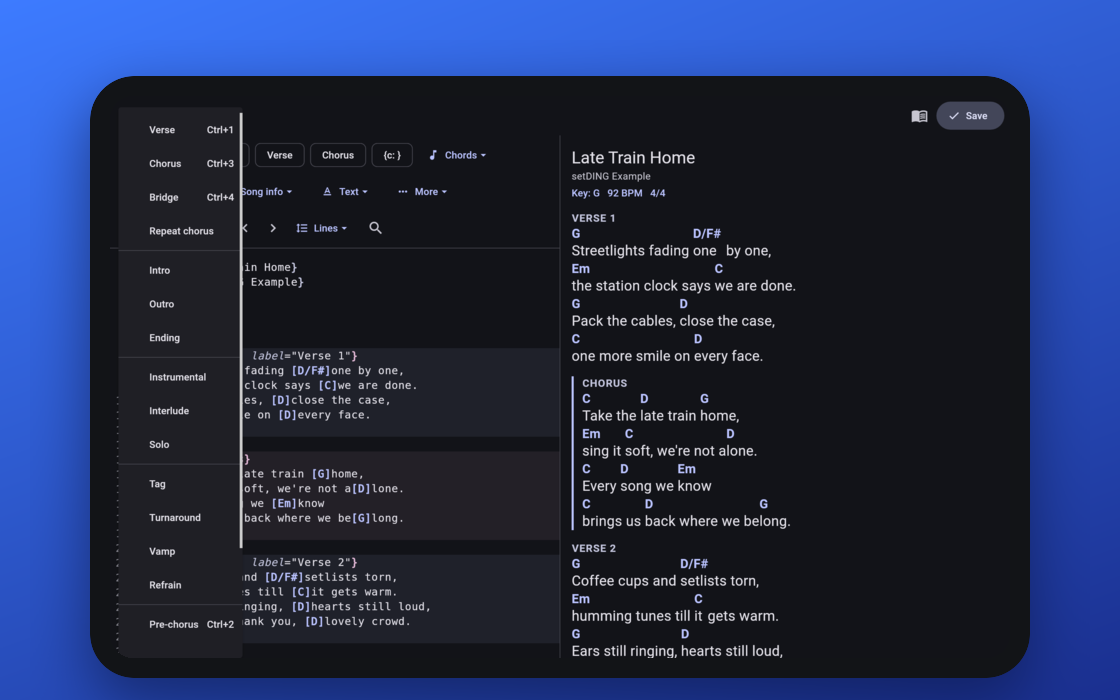 Verse Ctrl+1
Chorus Ctrl+3
Bridge Ctrl+4
Repeat chorus
Intro
Outro
Ending
Instrumental
Interlude
Solo
Tag
Turnaround
Vamp
Refrain
Pre-chorus Ctrl+2
Verse Chorus {c: } Chords
Song info Text More
Lines
in Home}
Example}
label="Verse 1"}
fading [D/F#]one by one,
clock says [C]we are done.
es, [D]close the case,
e on [D]every face.
}
ate train [G]home,
oft, we're not a[D]lone.
we [Em]know
back where we be[G]long.
label="Verse 2"}
nd [D/F#]setlists torn,
s till [C]it gets warm.
nging, [D]hearts still loud,
ank you, [D]lovely crowd.
Save
Late Train Home
setDING Example
Key: G 92 BPM 4/4
VERSE 1
G D/F#
Streetlights fading one by one,
Em C
the station clock says we are done.
G D
Pack the cables, close the case,
C D
one more smile on every face.
CHORUS
C D G
Take the late train home,
Em C D
sing it soft, we're not alone.
C D Em
Every song we know
C D G
brings us back where we belong.
VERSE 2
G D/F#
Coffee cups and setlists torn,
Em C
humming tunes till it gets warm.
G D
Ears still ringing, hearts still loud,